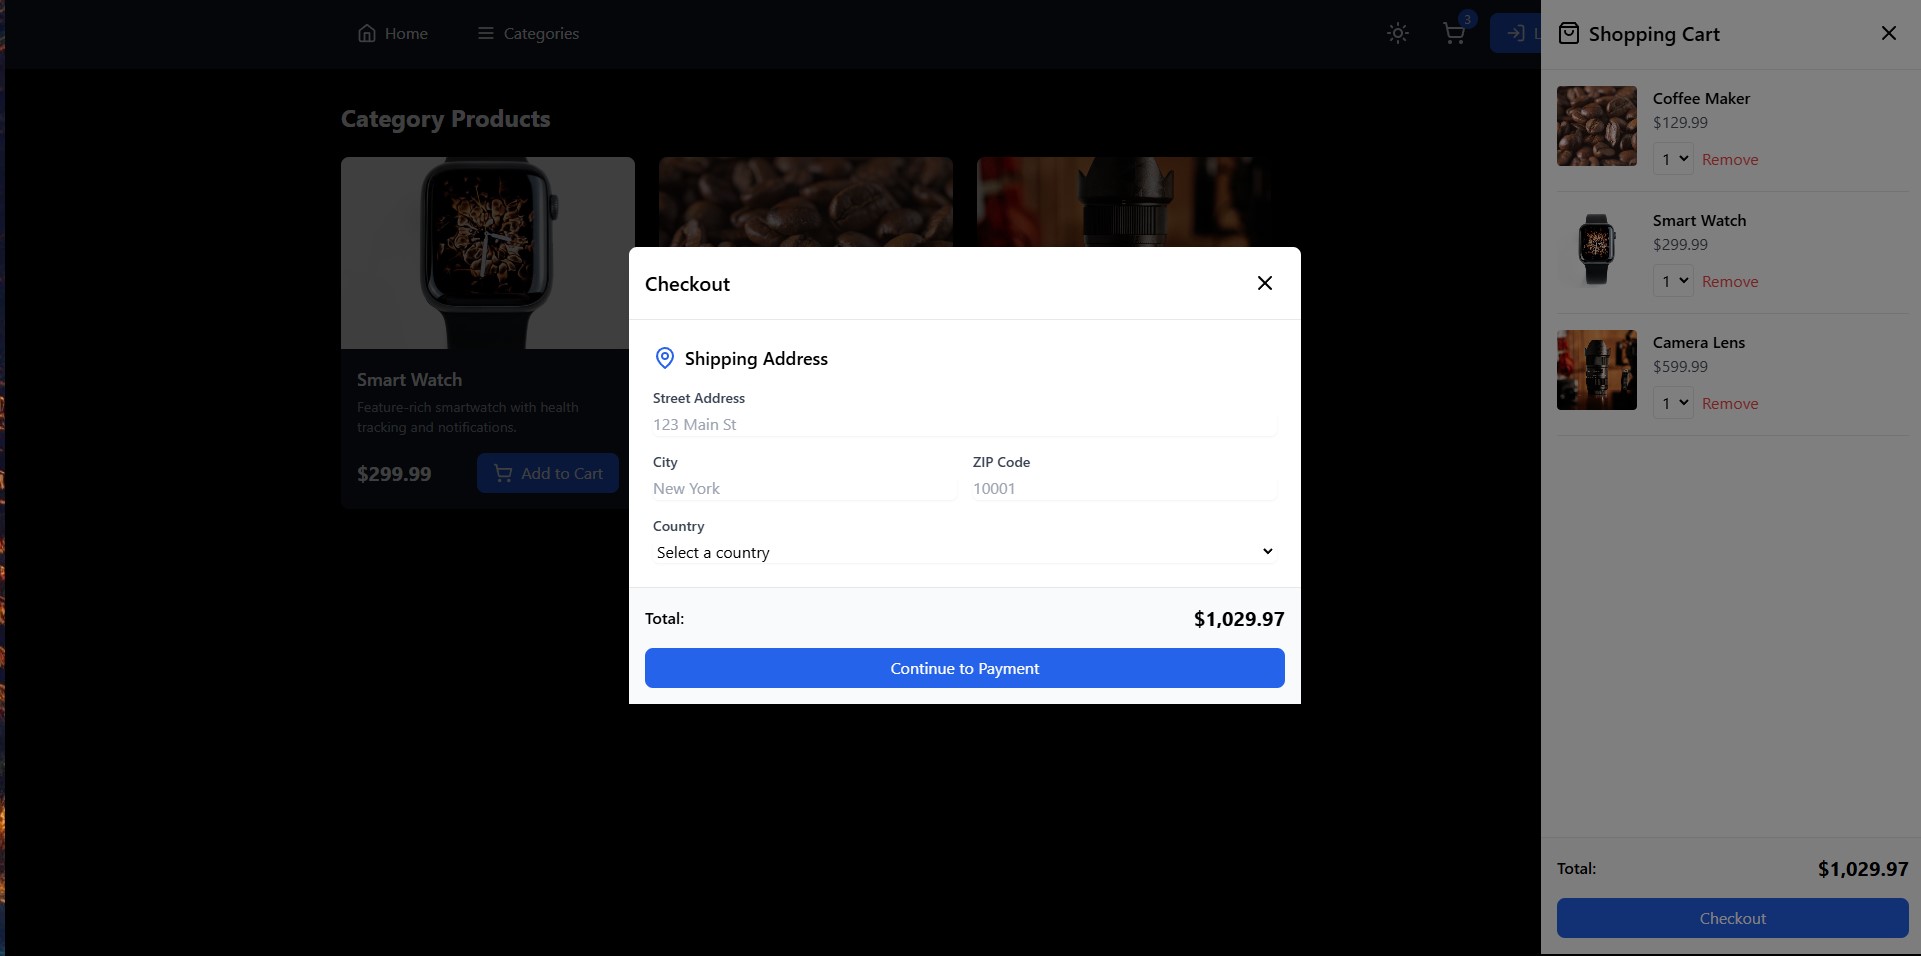 Home
Categories
3
L
Category Products
Smart Watch
Feature-rich smartwatch with health
tracking and notifications.
$299.99
Add to Cart
Checkout
Shipping Address
Street Address
123 Main St
City
ZIP Code
New York
10001
Country
Select a country
Total:
$1,029.97
Continue to Payment
Shopping Cart
Coffee Maker
$129.99
1
Remove
Smart Watch
$299.99
1
Remove
Camera Lens
$599.99
1
Remove
Total:
$1,029.97
Checkout